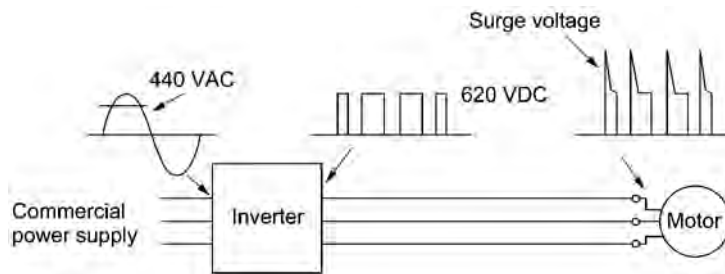 Surge voltage
440 VAC
620 VDC
Commercial
power supply
Inverter
Motor